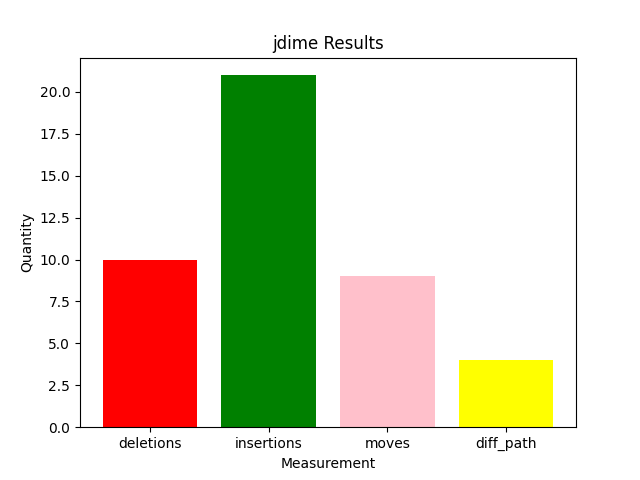 jdime Results
20.0
17.5
15.0
12.5
10.0
7.5
5.0
2.5
0.0
Quantity
deletions insertions moves diff_path
Measurement